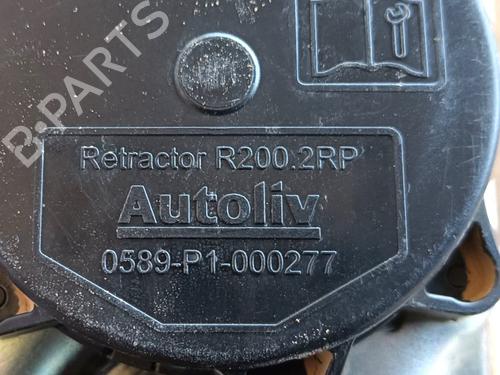 B-PARTS
Retractor R200.2RP
Autoliv
0589-P1-000277